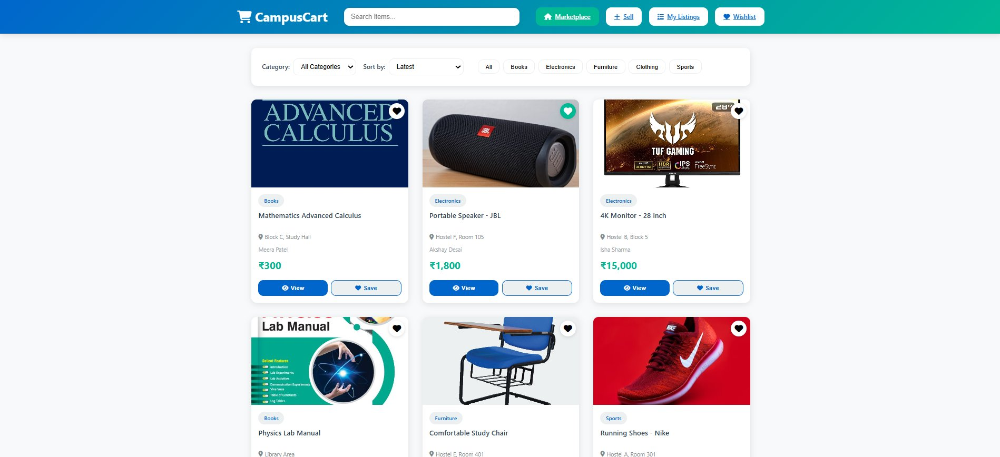 CampusCart
Search items...
Marketplace
Sell
My Listings
Wishlist
Category:
All Categories
Sort by:
Latest
All
Books
Electronics
Furniture
Clothing
Sports
ADVANCED
CALCULUS
Books
Mathematics Advanced Calculus
Block C, Study Hall
Meera Patel
₹300
View
Save
JBL
JBL
Electronics
Portable Speaker - JBL
Hostel F, Room 105
Akshay Desai
₹1,800
View
Save
28"
TUF GAMING
4K UHD
3840x2160
HDR
IPS
AMD
FreeSync
ASUS
Electronics
4K Monitor - 28 inch
Hostel B, Block 5
Isha Sharma
₹15,000
View
Save
Lab Manual
Salient Features
Introduction
Lab Experiments
Lab Activities
Demonstration Experiments
Viva Voce
Table of Constants
Log Tables
Books
Physics Lab Manual
Library Area
Furniture
Comfortable Study Chair
Hostel E, Room 401
NIKE
Sports
Running Shoes - Nike
Hostel A, Room 301